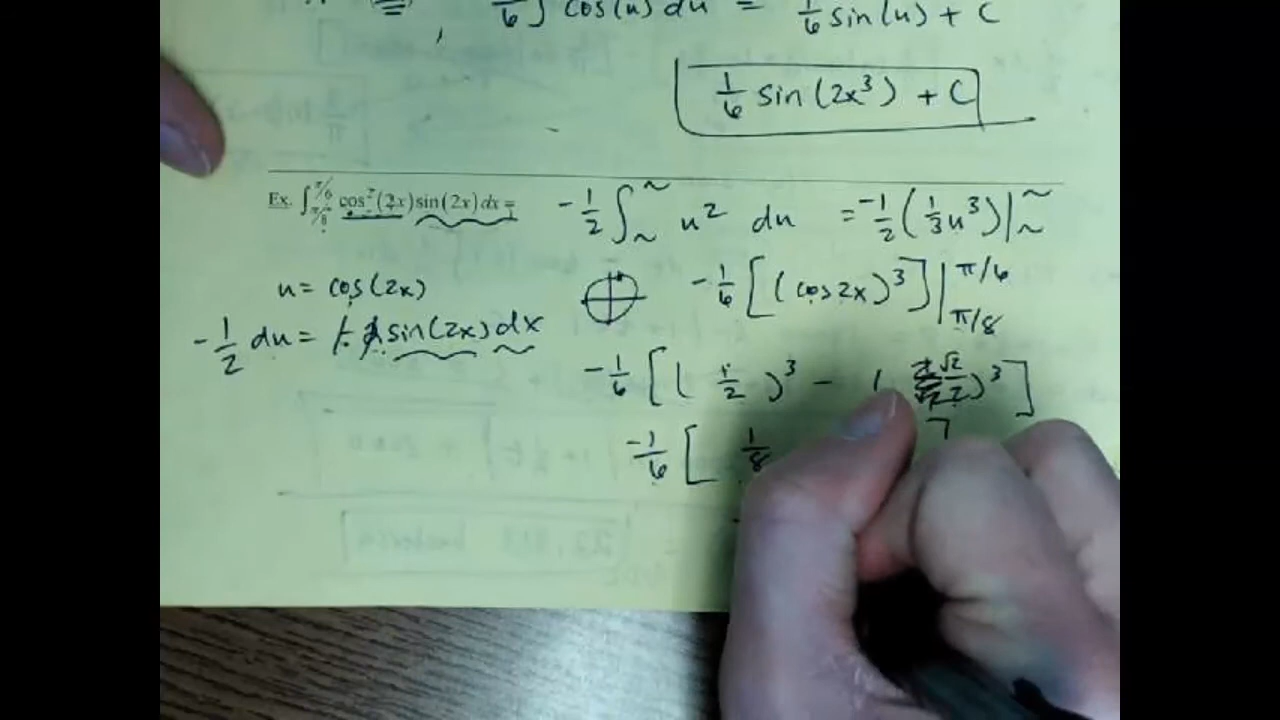 1/6 ∫ cos(u) du = 1/6 sin(u) + C
1/6 sin(2x³) + C
Ex. ∫_{π/8}^{π/6} cos²(2x) sin(2x) dx =
-1/2 ∫_~^~ u² du = -1/2 (1/3 u³)|_~^~
u = cos(2x)
-1/6 [(cos 2x)³]|_{π/8}^{π/6}
-1/2 du = sin(2x) dx
-1/6 [(1/2)³ - (√2/2)³]
-1/6 [ 1/8 ]